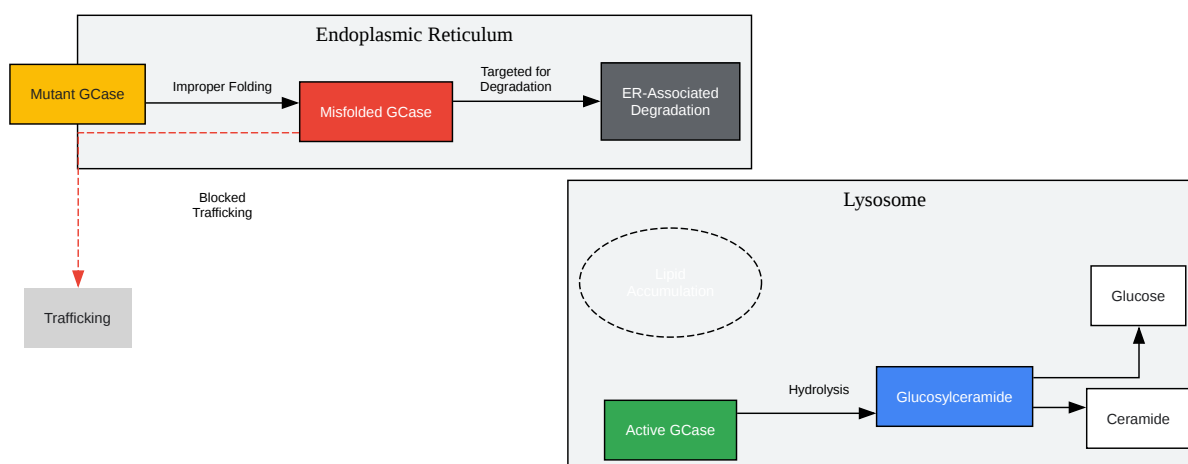 Endoplasmic Reticulum
Mutant GCase
Improper Folding
Misfolded GCase
Targeted for
Degradation
ER-Associated
Degradation
Blocked
Trafficking
Trafficking
Lysosome
Lipid
Accumulation
Glucose
Active GCase
Hydrolysis
Glucosylceramide
Ceramide